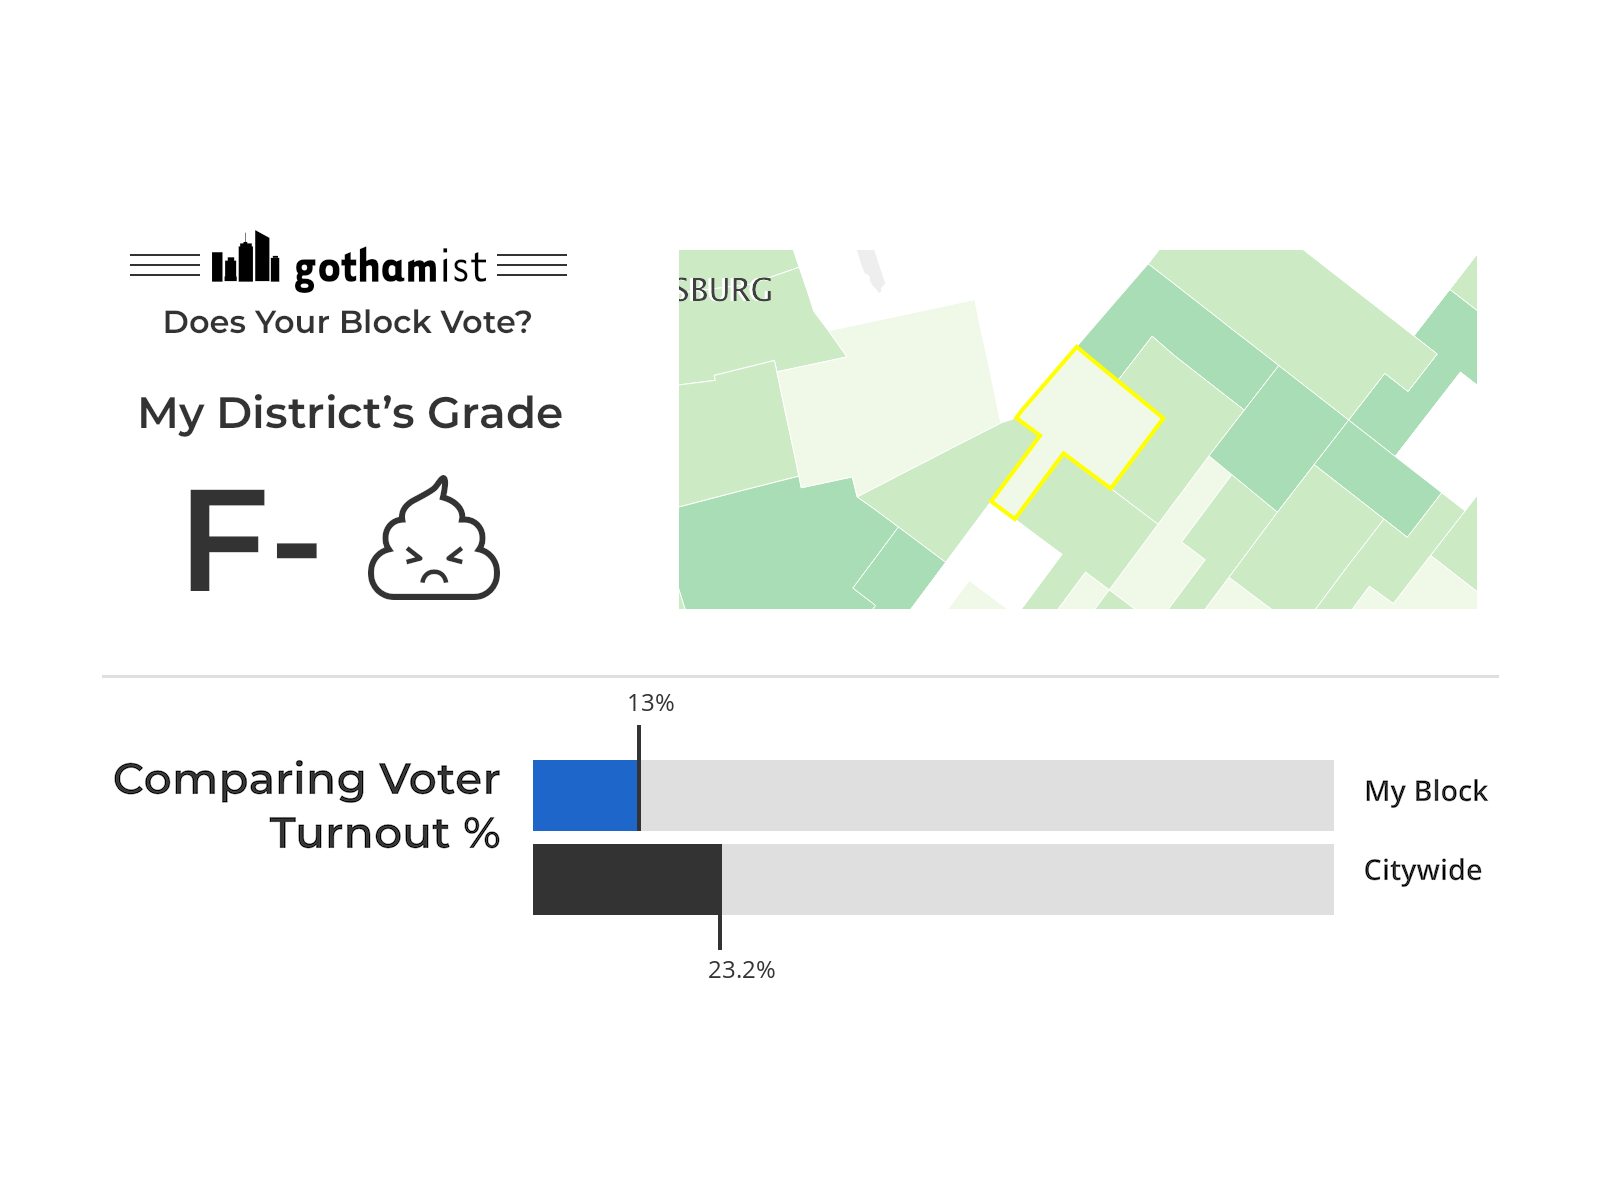 gothamist
Does Your Block Vote?
My District’s Grade
F-
SBURG
13%
Comparing Voter
Turnout %
My Block
Citywide
23.2%